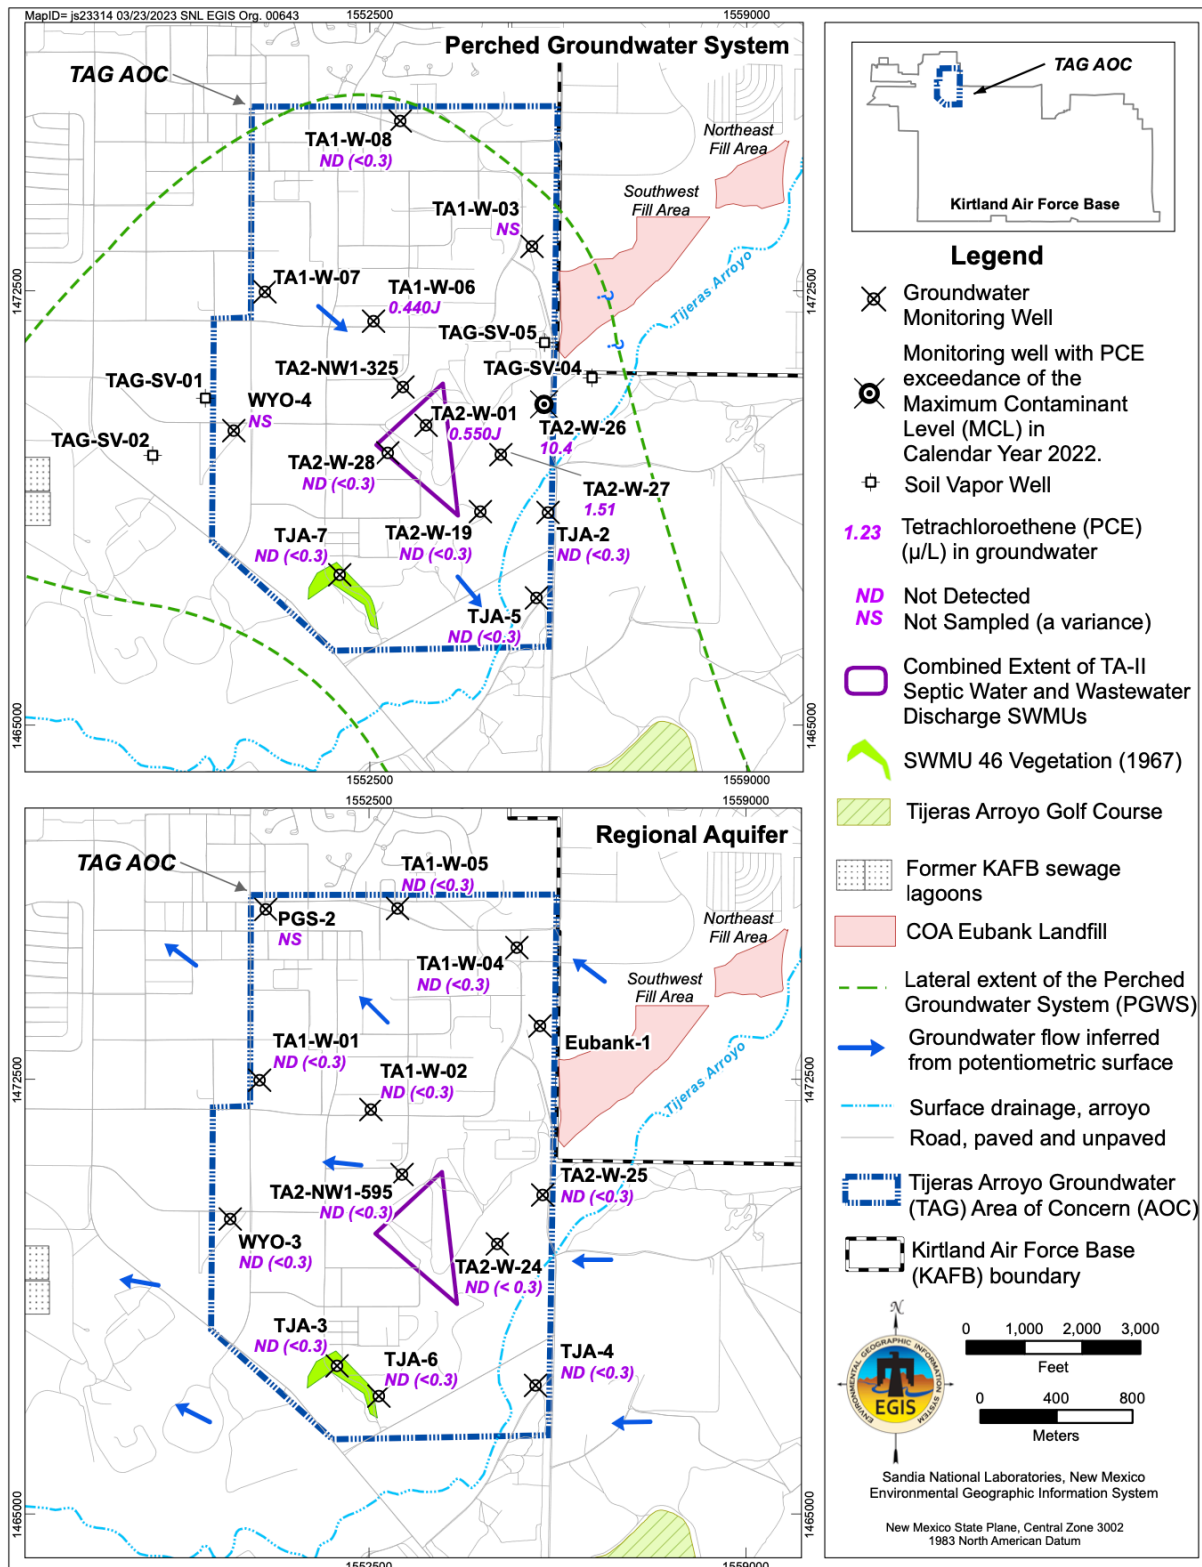 MapID= js23314 03/23/2023 SNL EGIS Org. 00643
1552500
1559000
Perched Groundwater System
TAG AOC
TA1-W-08
ND (<0.3)
Northeast
Fill Area
Southwest
Fill Area
TA1-W-03
NS
Tijeras Arroyo
1472500
1472500
TA1-W-07
TA1-W-06
0.440J
?
?
TAG-SV-05
TAG-SV-04
TA2-NW1-325
TAG-SV-01
WYO-4
NS
TA2-W-01
0.550J
TA2-W-26
10.4
TAG-SV-02
TA2-W-28
ND (<0.3)
TA2-W-27
1.51
TJA-7
ND (<0.3)
TA2-W-19
ND (<0.3)
TJA-2
ND (<0.3)
TJA-5
ND (<0.3)
1465000
1465000
1552500
1559000
1552500
1559000
Regional Aquifer
TAG AOC
TA1-W-05
ND (<0.3)
PGS-2
NS
Northeast
Fill Area
TA1-W-04
ND (<0.3)
Southwest
Fill Area
Eubank-1
TA1-W-01
ND (<0.3)
Tijeras Arroyo
TA1-W-02
ND (<0.3)
1472500
1472500
TA2-W-25
ND (<0.3)
TA2-NW1-595
ND (<0.3)
WYO-3
ND (<0.3)
TA2-W-24
ND (< 0.3)
TJA-3
ND (<0.3)
TJA-6
ND (<0.3)
TJA-4
ND (<0.3)
1465000
1465000
1552500
1559000
TAG AOC
Kirtland Air Force Base
Legend
Groundwater
Monitoring Well
Monitoring well with PCE
exceedance of the
Maximum Contaminant
Level (MCL) in
Calendar Year 2022.
Soil Vapor Well
1.23
Tetrachloroethene (PCE)
(µ/L) in groundwater
ND
Not Detected
NS
Not Sampled (a variance)
Combined Extent of TA-II
Septic Water and Wastewater
Discharge SWMUs
SWMU 46 Vegetation (1967)
Tijeras Arroyo Golf Course
Former KAFB sewage
lagoons
COA Eubank Landfill
Lateral extent of the Perched
Groundwater System (PGWS)
Groundwater flow inferred
from potentiometric surface
Surface drainage, arroyo
Road, paved and unpaved
Tijeras Arroyo Groundwater
(TAG) Area of Concern (AOC)
Kirtland Air Force Base
(KAFB) boundary
N
ENVIRONMENTAL GEOGRAPHIC INFORMATION SYSTEM
EGIS
0 1,000 2,000 3,000
Feet
0 400 800
Meters
Sandia National Laboratories, New Mexico
Environmental Geographic Information System
New Mexico State Plane, Central Zone 3002
1983 North American Datum